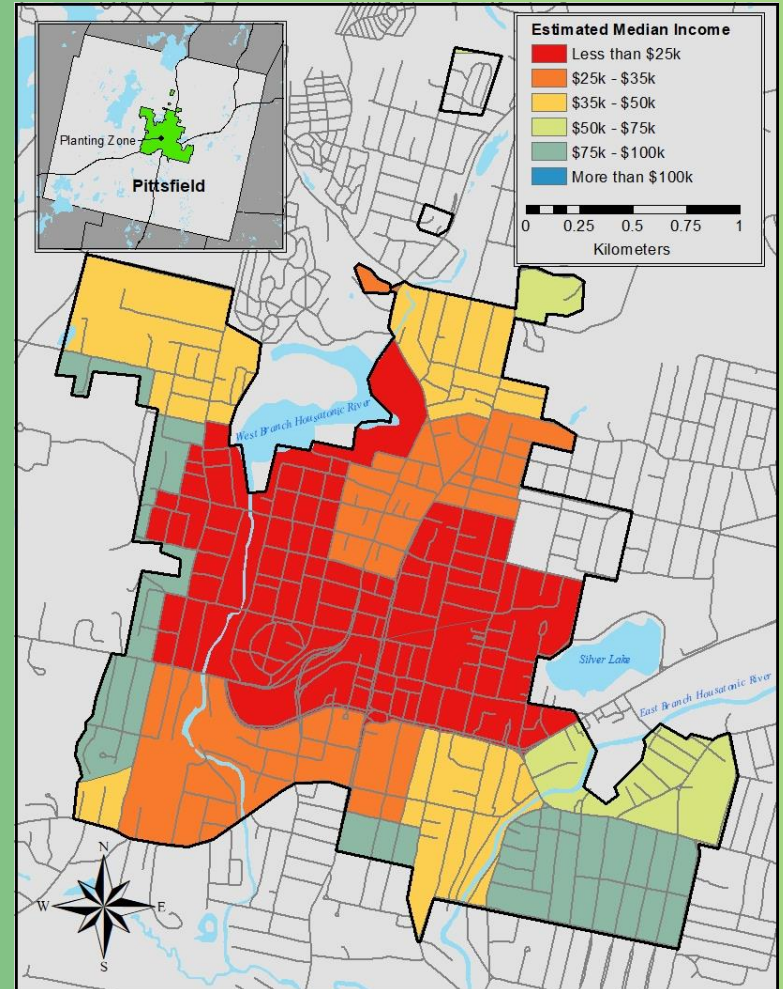 Planting Zone
Pittsfield
Estimated Median Income
Less than $25k
$25k - $35k
$35k - $50k
$50k - $75k
$75k - $100k
More than $100k
0 0.25 0.5 0.75 1
Kilometers
West Branch Housatonic River
Silver Lake
East Branch Housatonic River
N
W E
S